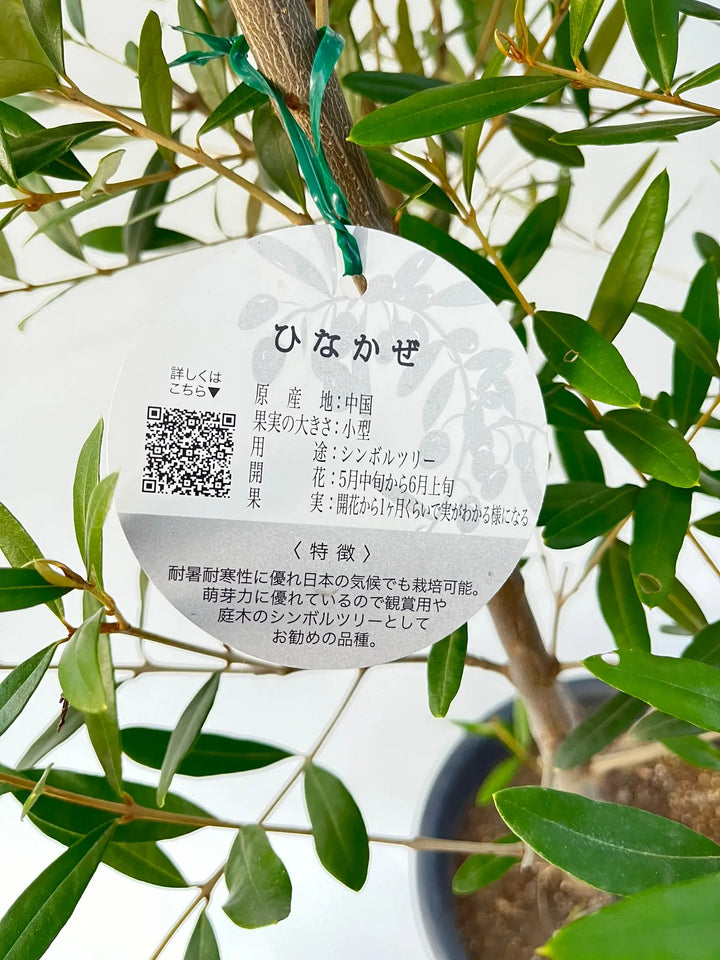 ひなかぜ
詳しくは
こちら▼
原産地:中国
果実の大きさ:小型
用途:シンボルツリー
開花:5月中旬から6月上旬
果実:開花から1ヶ月くらいで実がわかる様になる
〈特徴〉
耐暑耐寒性に優れ日本の気候でも栽培可能。
萌芽力に優れているので観賞用や
庭木のシンボルツリーとして
お勧めの品種。